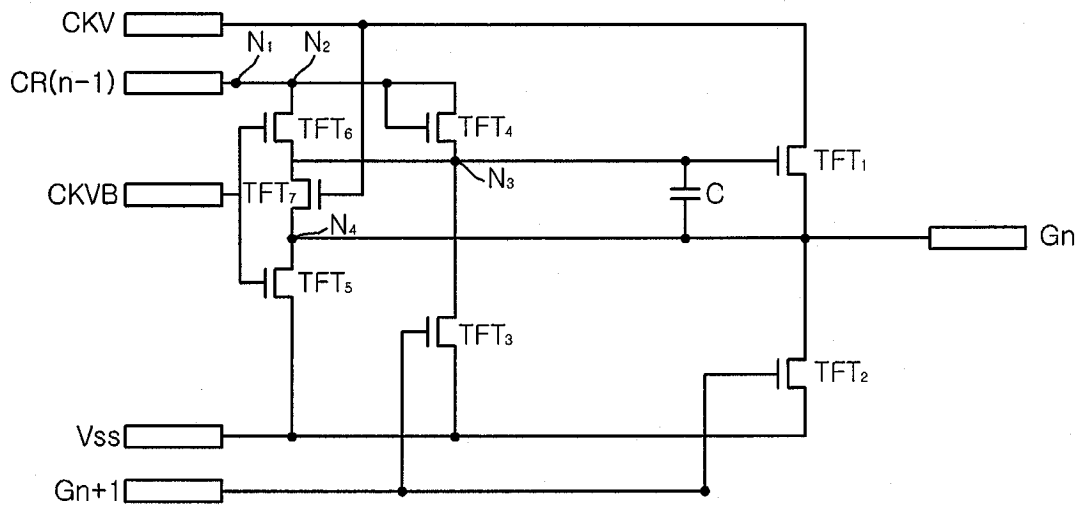 CKV
N₁
N₂
CR(n-1)
TFT₆
TFT₄
TFT₁
N₃
CKVB
TFT₇
C
N₄
Gn
TFT₅
TFT₃
TFT₂
Vss
Gn+1